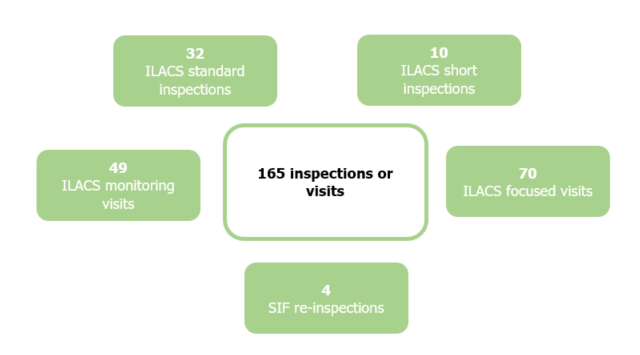 32
ILACS standard
inspections
10
ILACS short
inspections
49
ILACS monitoring
visits
165 inspections or
visits
70
ILACS focused visits
4
SIF re-inspections